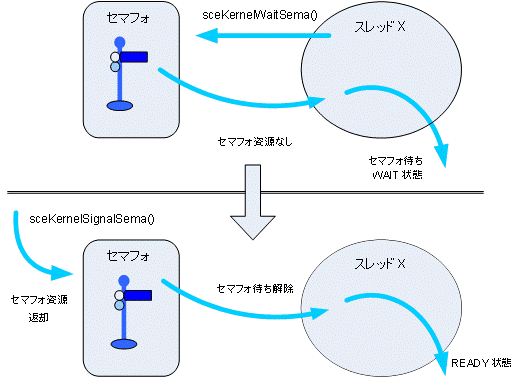 セマフォ
sceKernelWaitSema()
スレッドX
セマフォ資源なし
セマフォ待ち
WAIT 状態
sceKernelSignalSema()
セマフォ
スレッドX
セマフォ資源
返却
セマフォ待ち解除
READY 状態